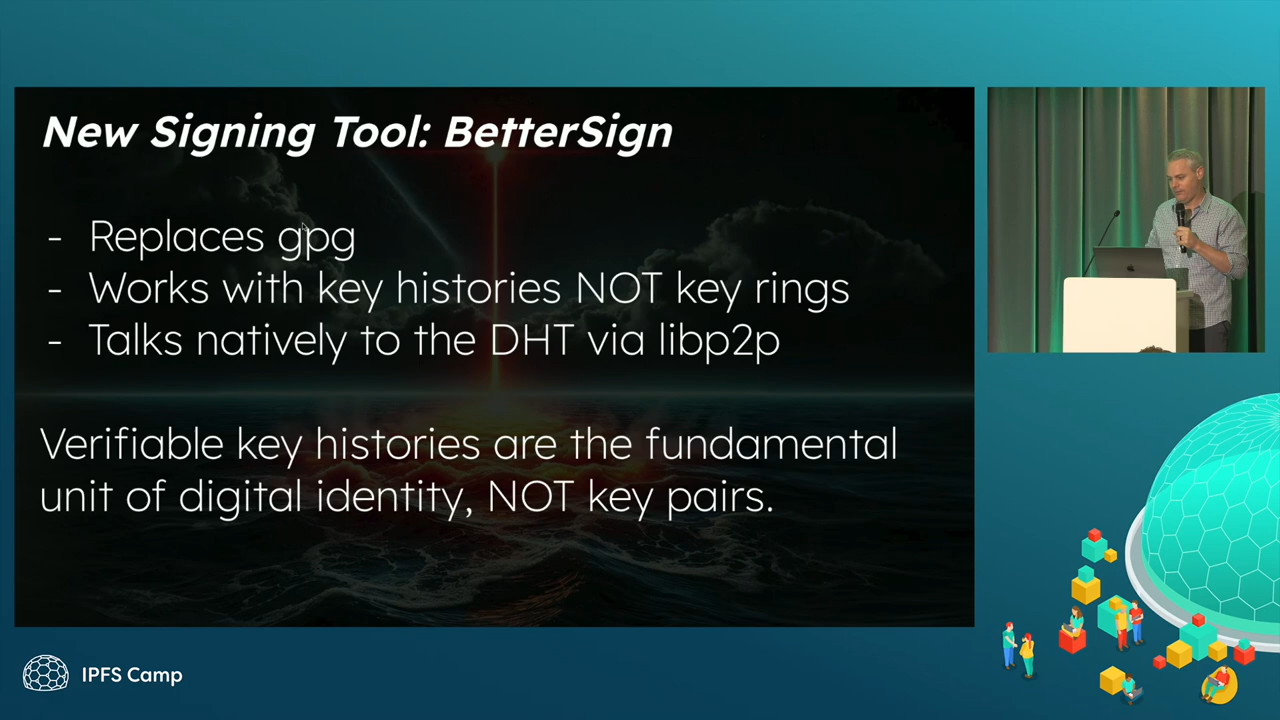 New Signing Tool: BetterSign
- Replaces gpg
- Works with key histories NOT key rings
- Talks natively to the DHT via libp2p
Verifiable key histories are the fundamental
unit of digital identity, NOT key pairs.
IPFS Camp